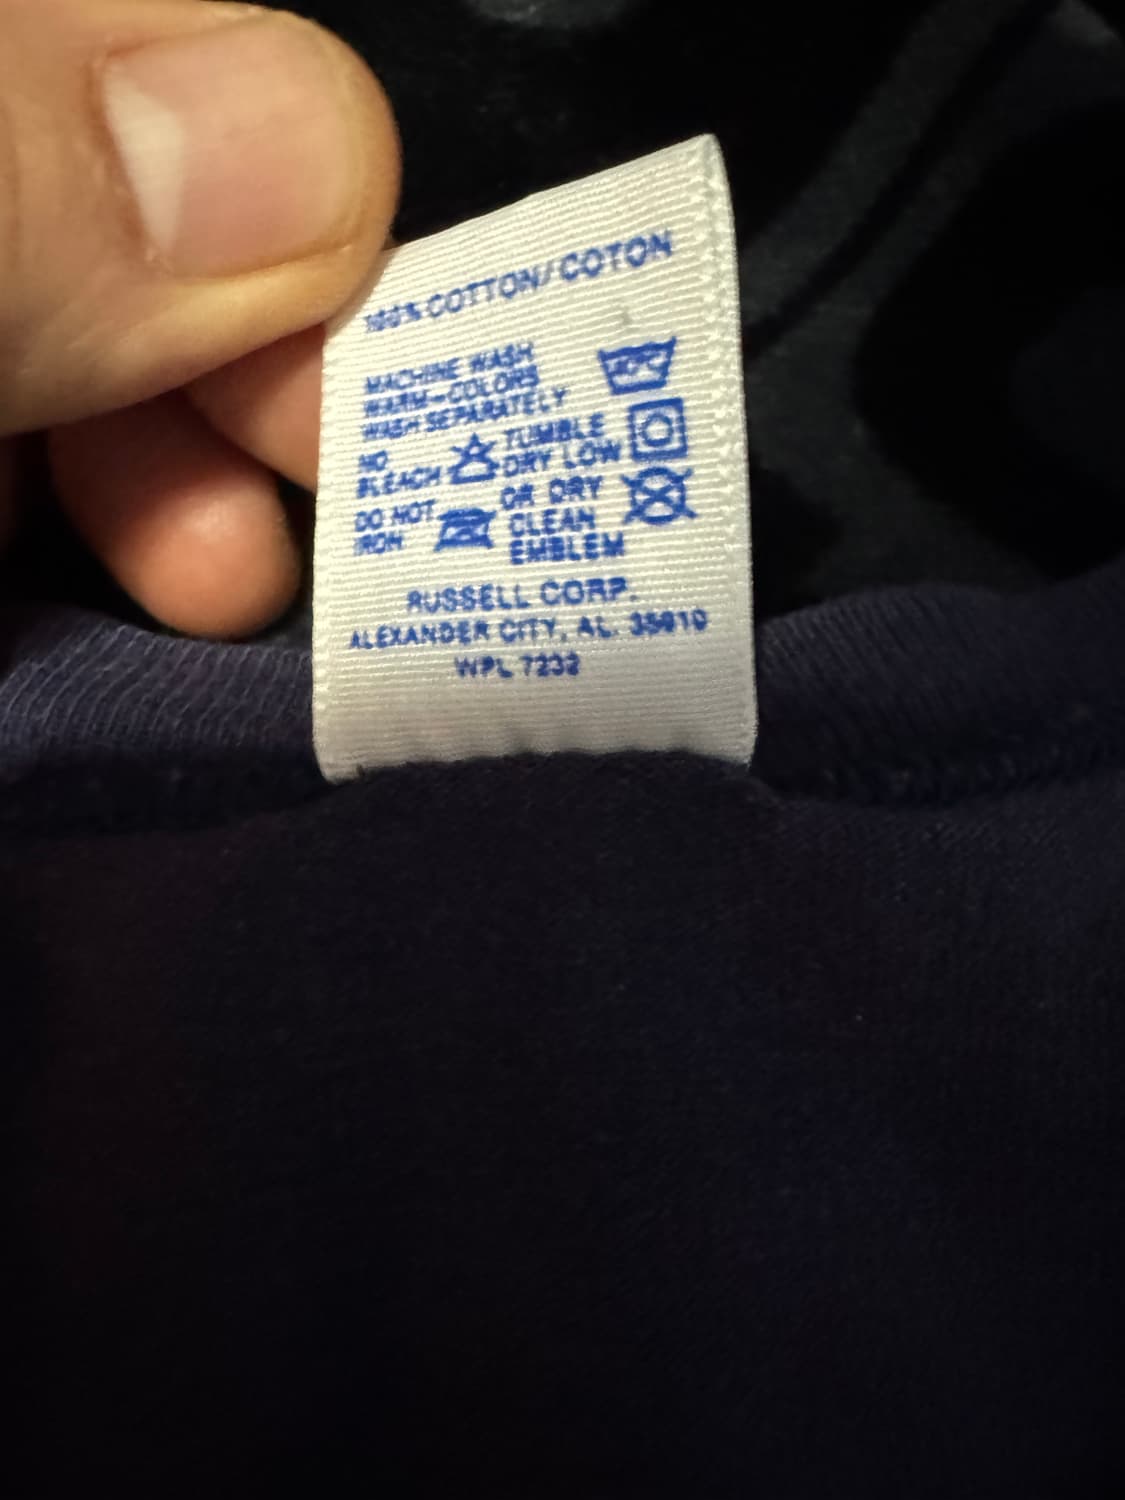 100% COTTON/COTON
MACHINE WASH
WARM-COLORS
WASH SEPARATELY
40°C
NO
BLEACH
TUMBLE
DRY LOW
DO NOT
IRON
OR DRY
CLEAN
EMBLEM
RUSSELL CORP.
ALEXANDER CITY, AL. 35010
WPL 7232